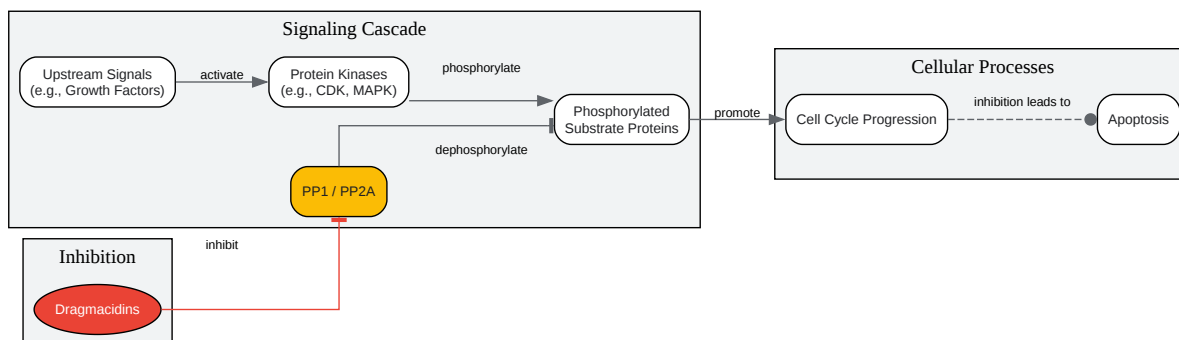 Signaling Cascade
Upstream Signals
(e.g., Growth Factors)
activate
Protein Kinases
(e.g., CDK, MAPK)
phosphorylate
Phosphorylated
Substrate Proteins
dephosphorylate
PP1 / PP2A
promote
Cellular Processes
Cell Cycle Progression
inhibition leads to
Apoptosis
inhibit
Inhibition
Dragmacidins